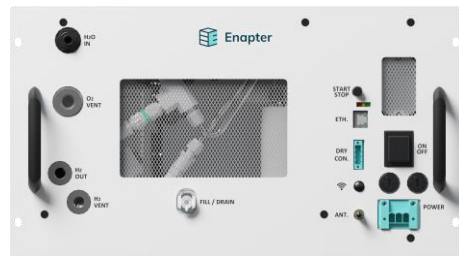 H2O
IN
Enapter
O2
VENT
START
STOP
ETH.
ON
OFF
DRY
CON.
H2
OUT
H2
VENT
FILL / DRAIN
ANT.
POWER